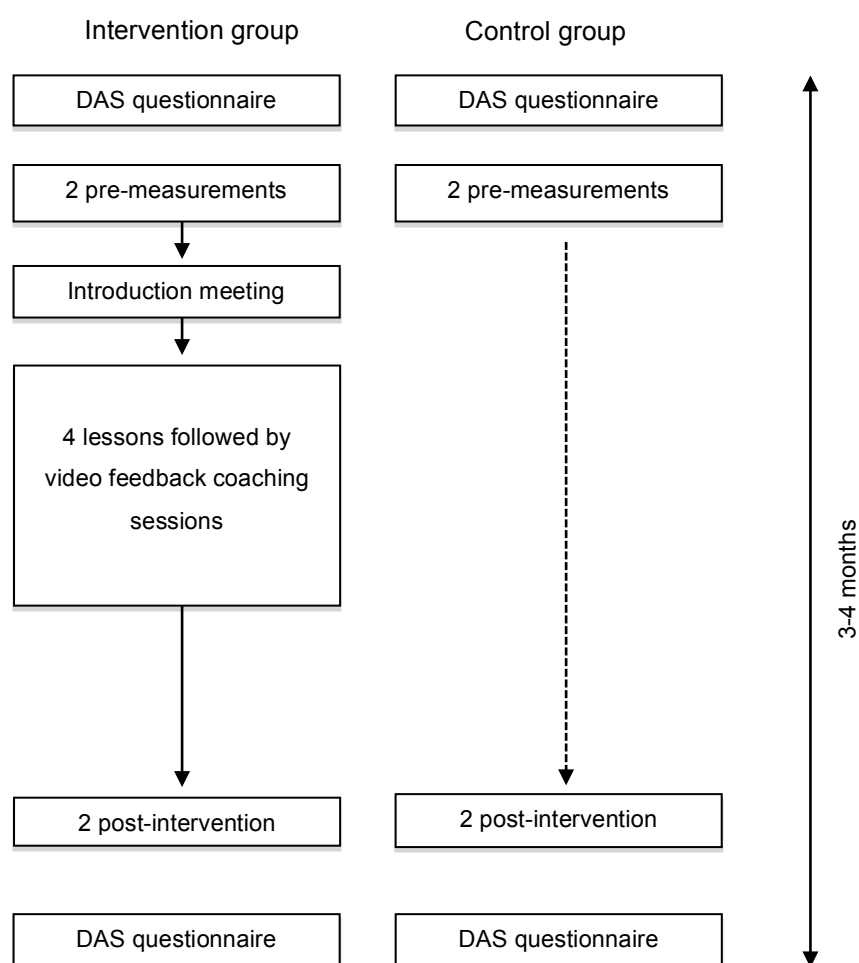 Intervention group
Control group
DAS questionnaire
DAS questionnaire
2 pre-measurements
2 pre-measurements
Introduction meeting
4 lessons followed by
video feedback coaching
sessions
3-4 months
2 post-intervention
2 post-intervention
DAS questionnaire
DAS questionnaire